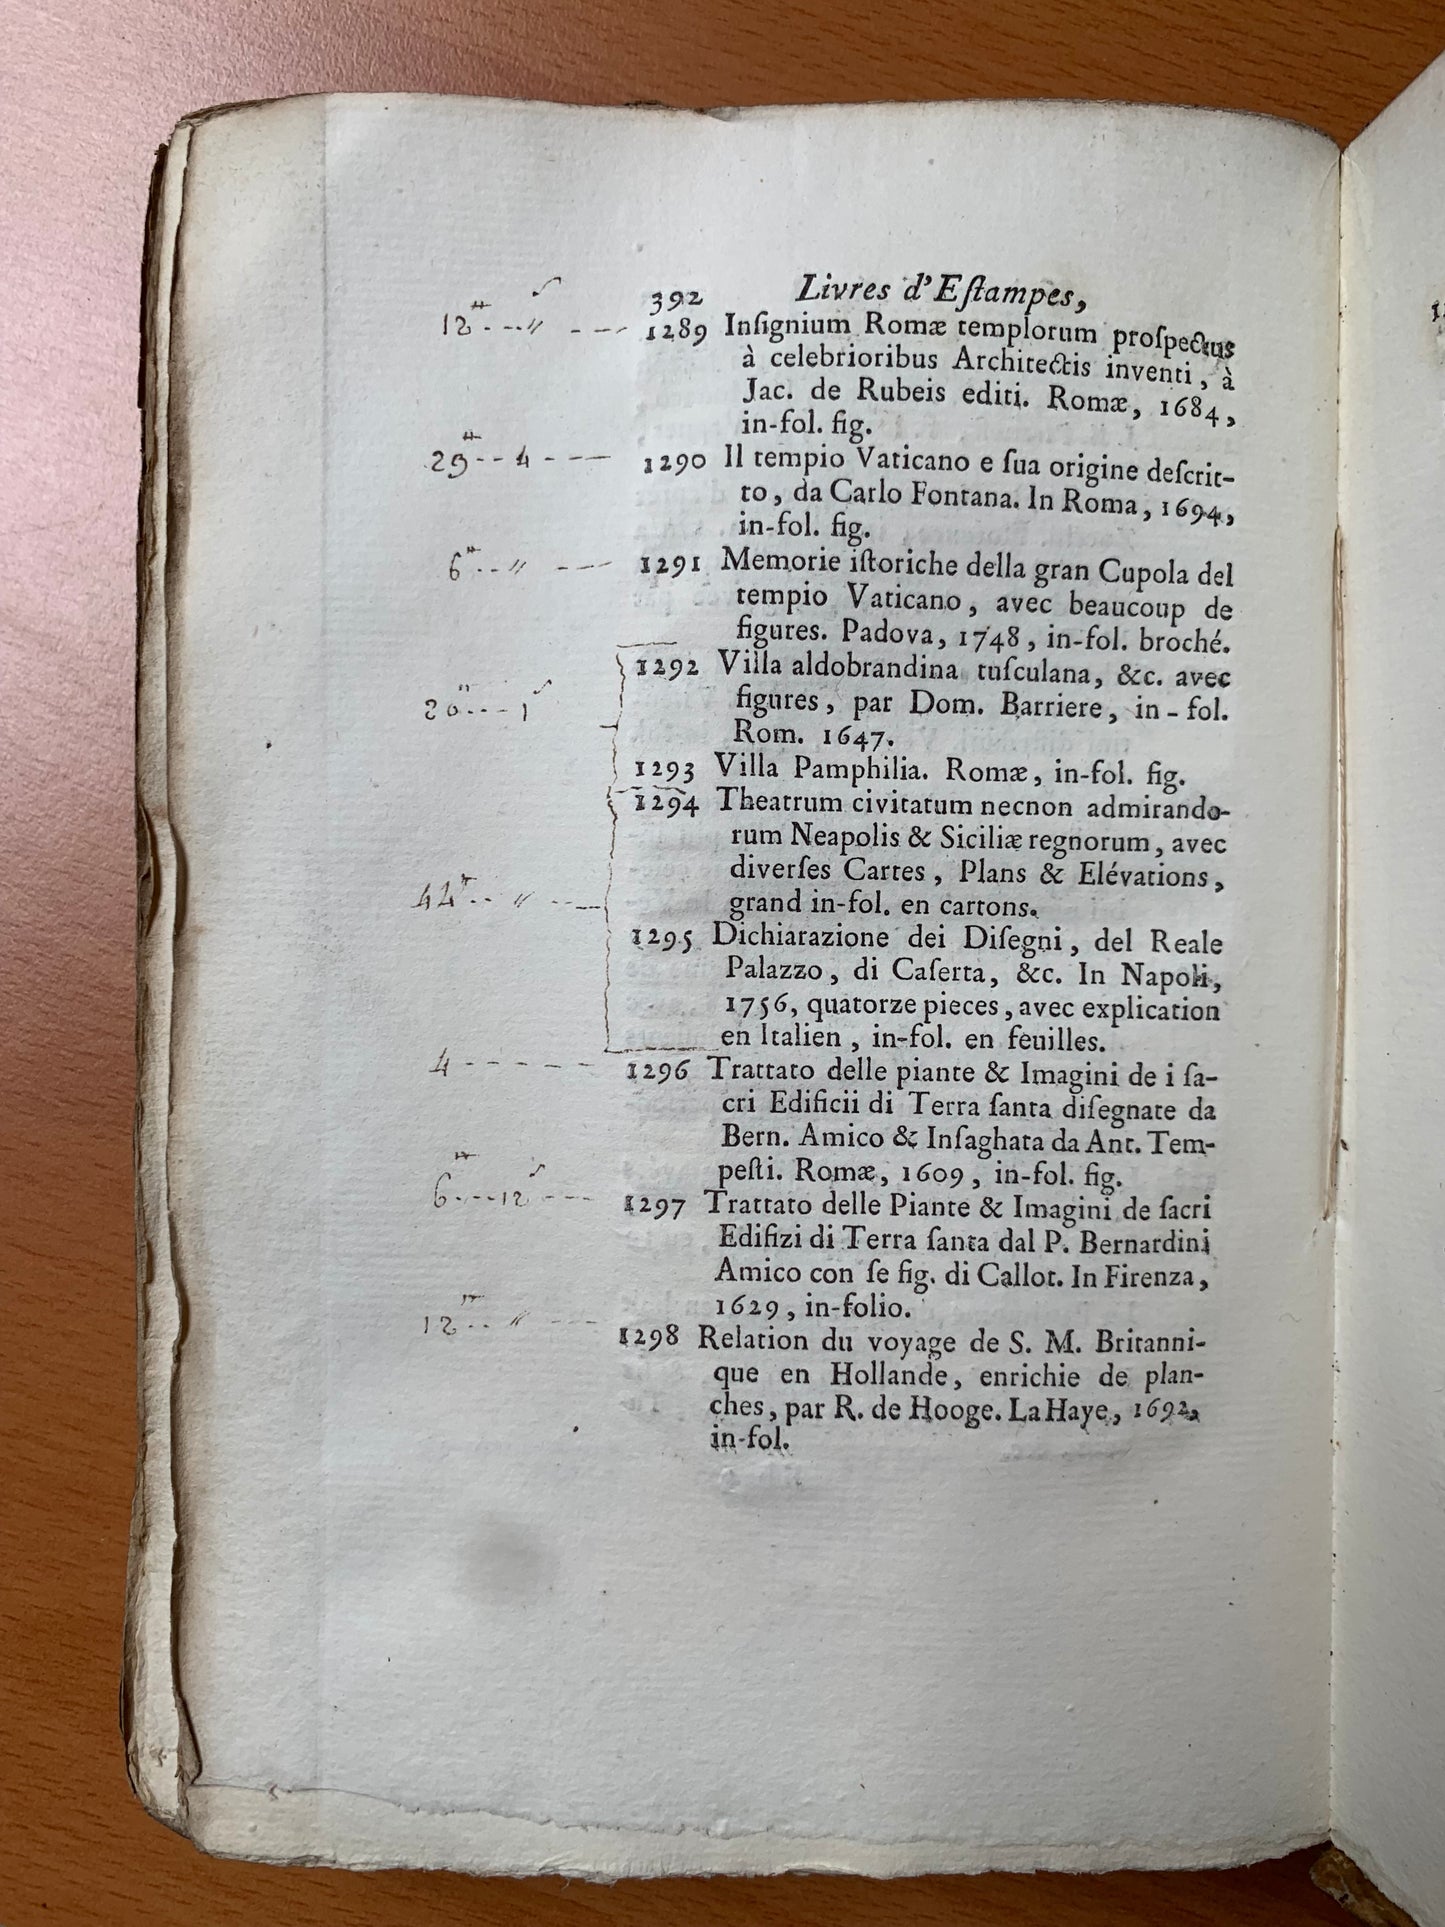 392 Livres d'Eſtampes,
12 ₶ - -- " - -- 1289 Inſignium Romæ templorum proſpectus
à celebrioribus Architectis inventi, à
Jac. de Rubeis editi. Romæ, 1684,
in-fol. fig.
29 ₶ -- 4 - --- 1290 Il tempio Vaticano e ſua origine deſcrit-
to, da Carlo Fontana. In Roma, 1694,
in-fol. fig.
6 ₶ -- " --- 1291 Memorie iſtoriche della gran Cupola del
tempio Vaticano, avec beaucoup de
figures. Padova, 1748, in-fol. broché.
1292 Villa aldobrandina tuſculana, &c. avec
20 --- 1 ſ figures, par Dom. Barriere, in-fol.
Rom. 1647.
1293 Villa Pamphilia. Romæ, in-fol. fig.
1294 Theatrum civitatum necnon admirando-
rum Neapolis & Siciliæ regnorum, avec
diverſes Cartes, Plans & Elévations,
44 ₶ -- " --- grand in-fol. en cartons.
1295 Dichiarazione dei Diſegni, del Reale
Palazzo, di Caſerta, &c. In Napoli,
1756, quatorze pieces, avec explication
en Italien, in-fol. en feuilles.
4 - - - - - 1296 Trattato delle piante & Imagini de i ſa-
cri Edificii di Terra ſanta diſegnate da
Bern. Amico & Inſaghata da Ant. Tem-
peſti. Romæ, 1609, in-fol. fig.
6 ₶ --- 12 ſ --- 1297 Trattato delle Piante & Imagini de ſacri
Edifizi di Terra ſanta dal P. Bernardini
Amico con ſe fig. di Callot. In Firenza,
1629, in-folio.
12 ₶ -- " --- 1298 Relation du voyage de S. M. Britanni-
que en Hollande, enrichie de plan-
ches, par R. de Hooge. La Haye, 1692,
in-fol.